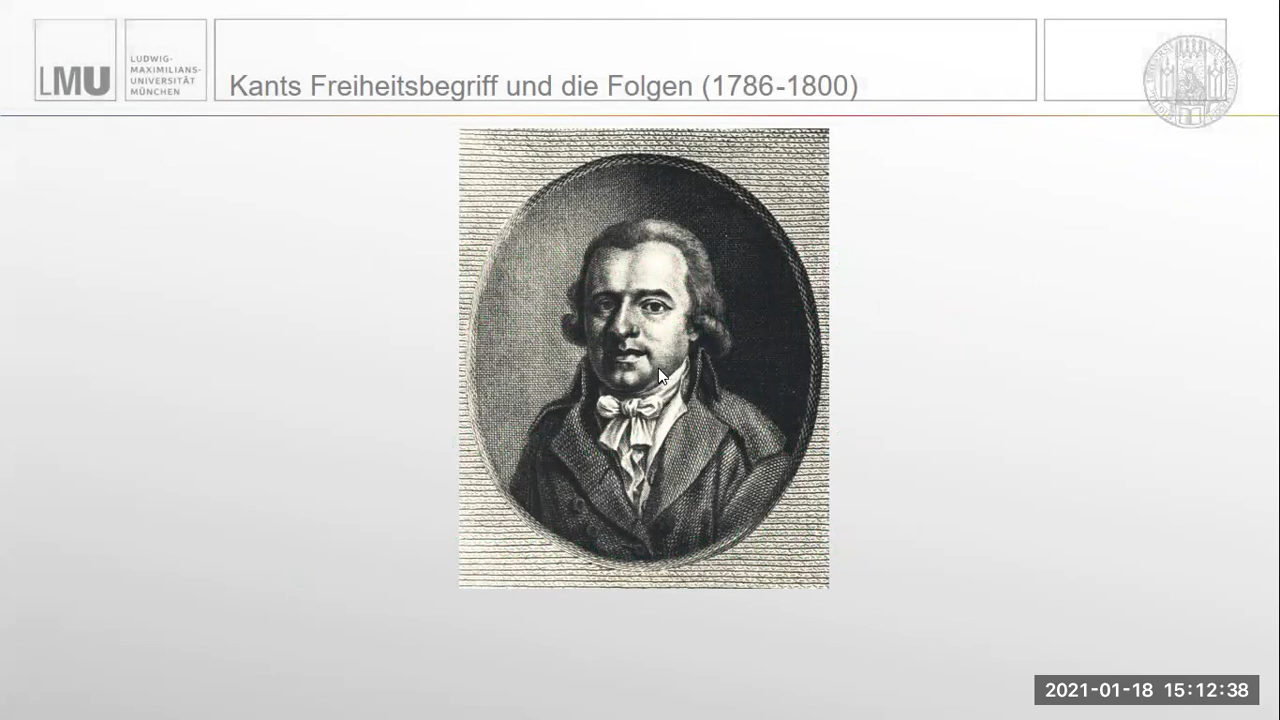 LMU
LUDWIG-
MAXIMILIANS-
UNIVERSITÄT
MÜNCHEN
Kants Freiheitsbegriff und die Folgen (1786-1800)
2021-01-18 15:12:38